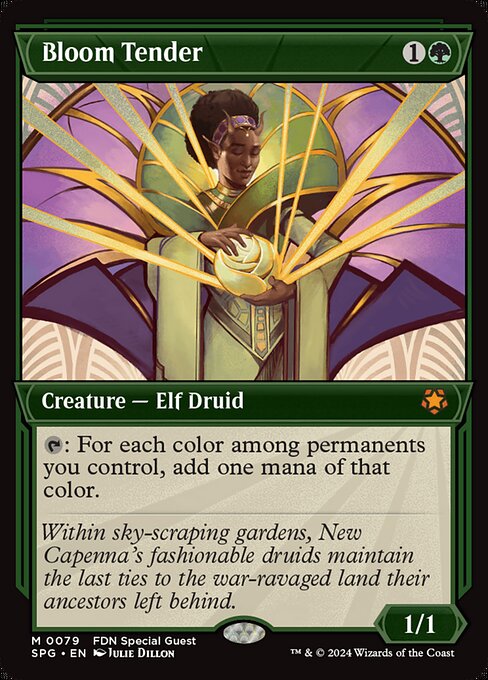 Bloom Tender 1
Creature — Elf Druid
: For each color among permanents
you control, add one mana of that
color.
Within sky-scraping gardens, New
Capenna's fashionable druids maintain
the last ties to the war-ravaged land their
ancestors left behind.
1/1
M 0079 FDN Special Guest
SPG • EN JULIE DILLON
™ & © 2024 Wizards of the Coast